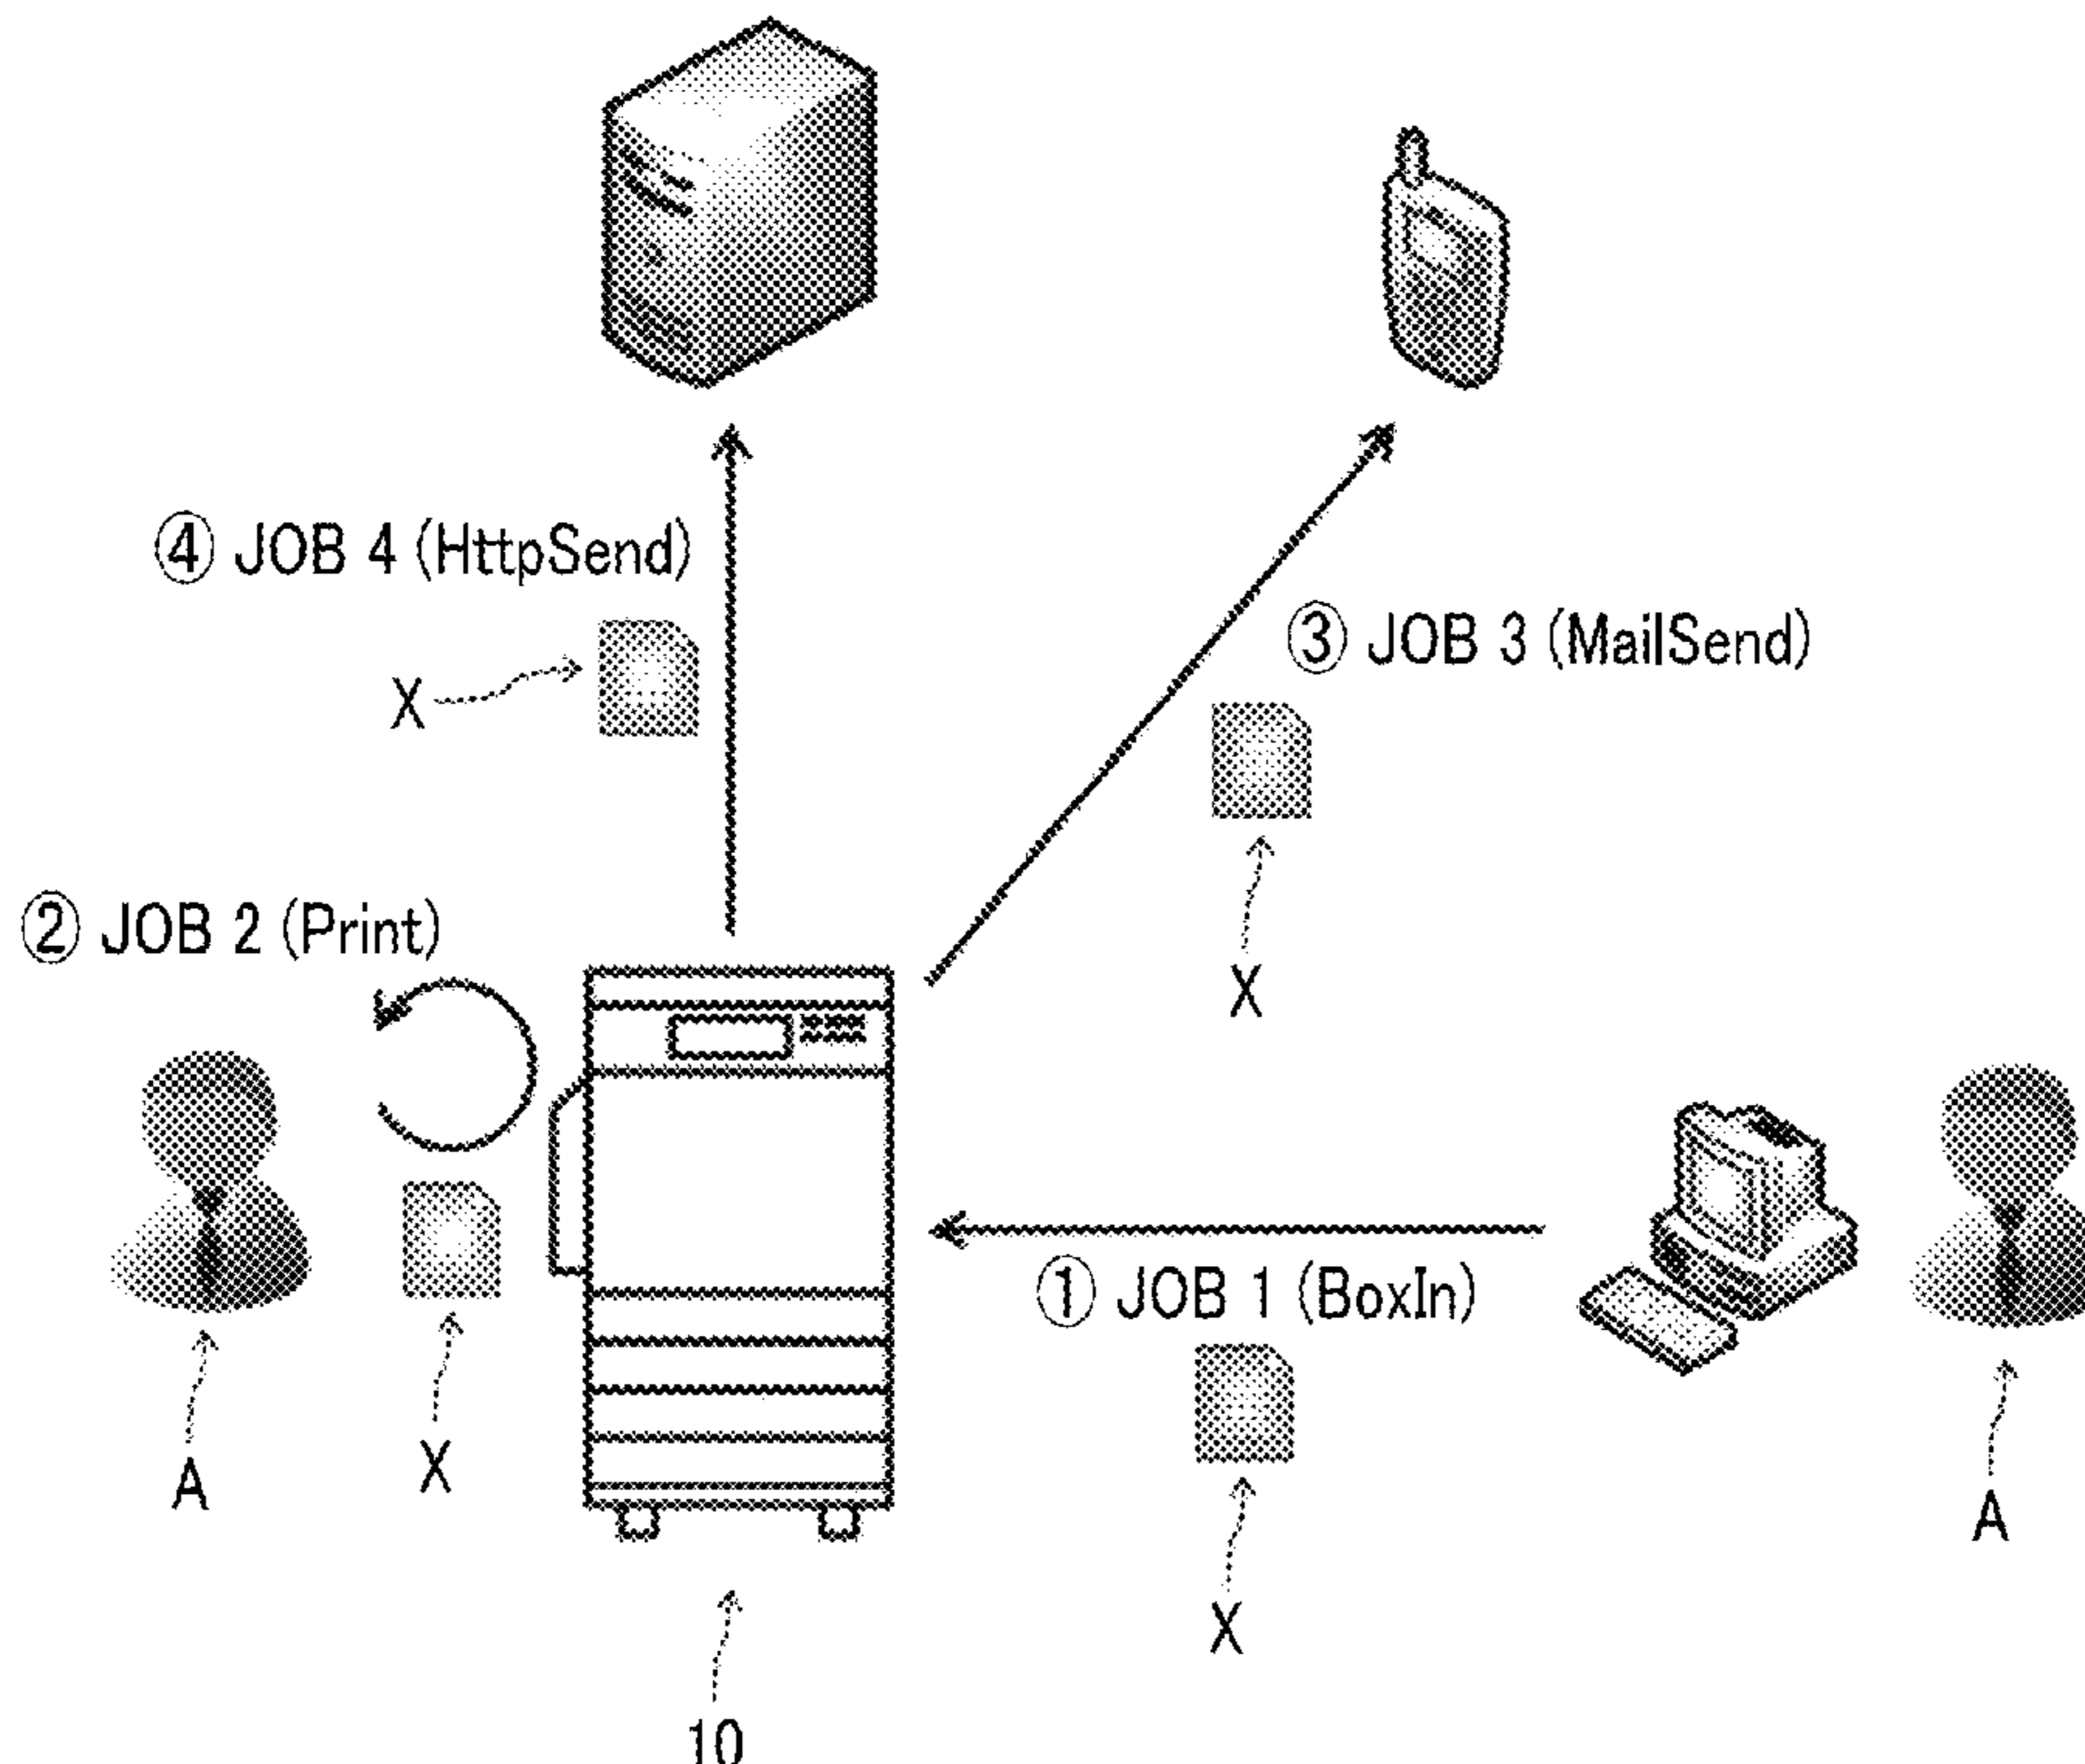 ④ JOB 4 (HttpSend)
X
③ JOB 3 (MailSend)
X
② JOB 2 (Print)
A
X
① JOB 1 (BoxIn)
X
A
10